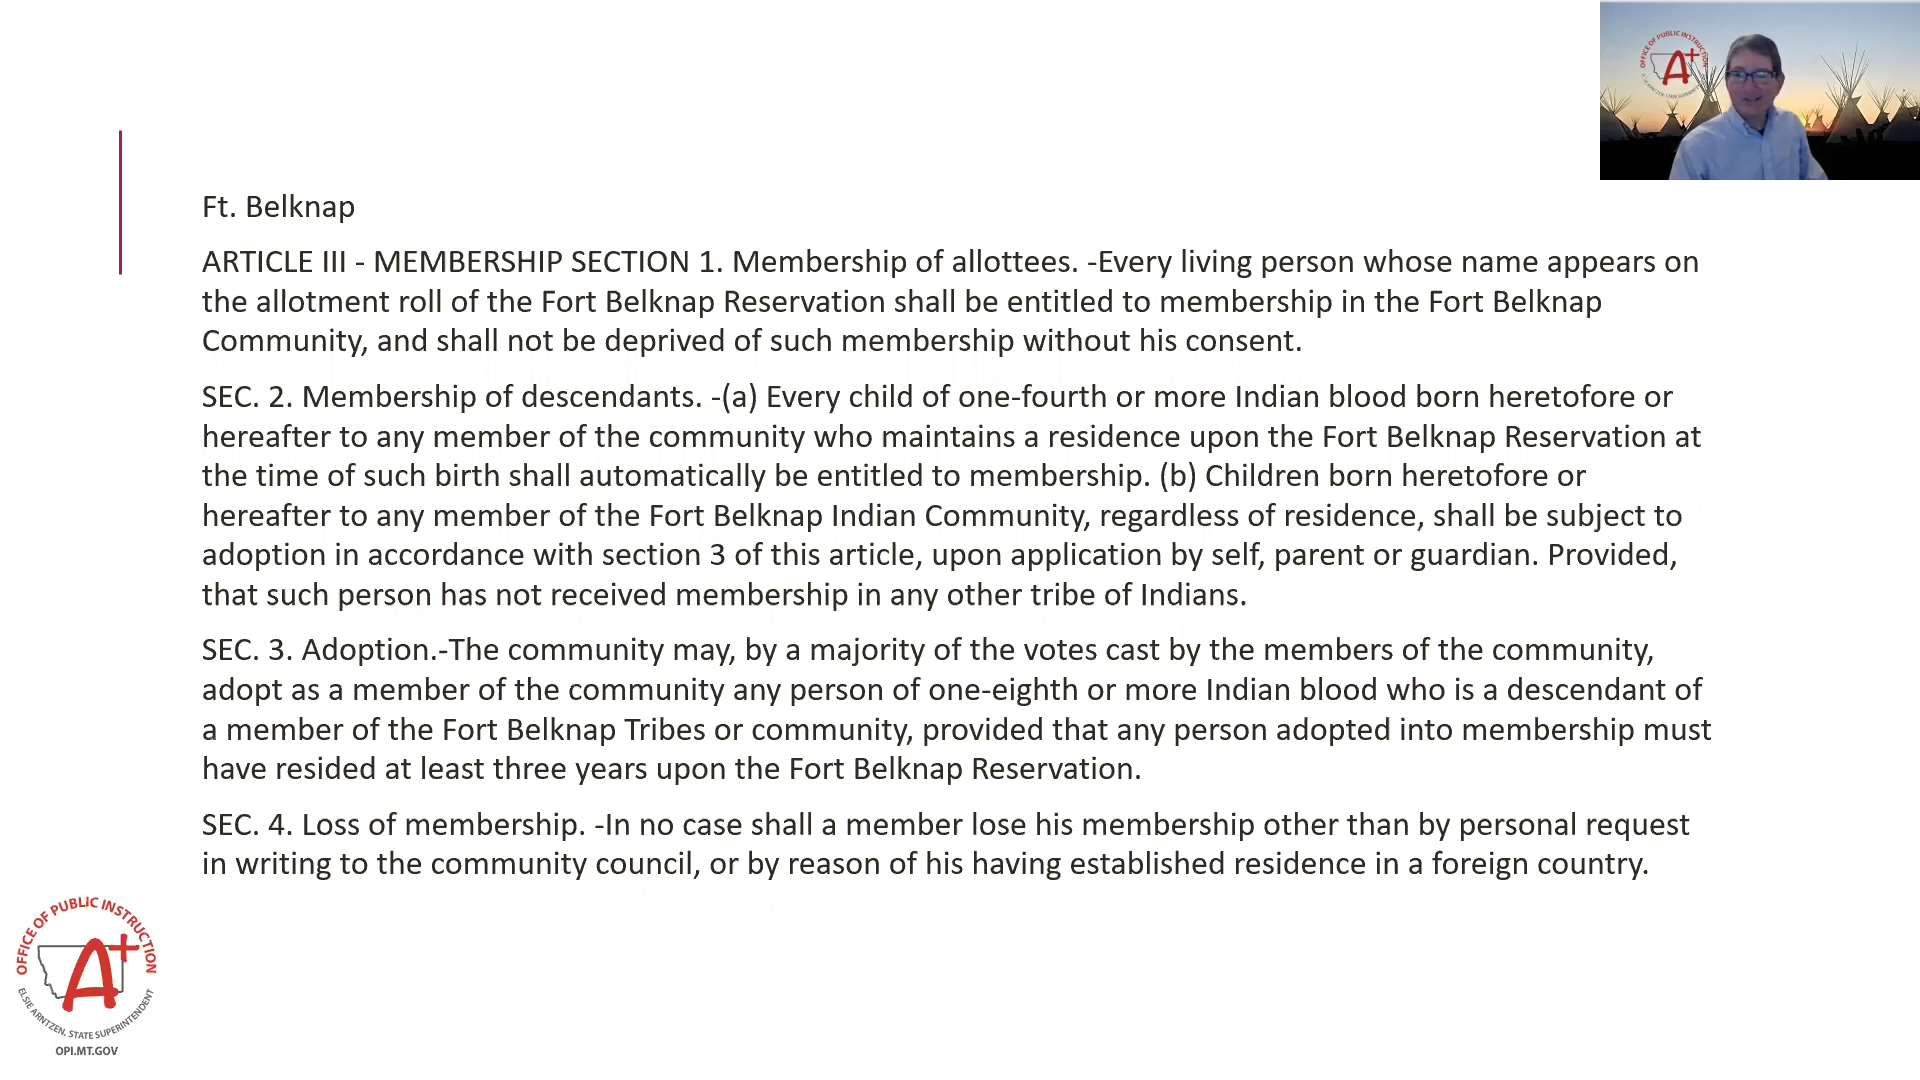 Ft. Belknap
ARTICLE III - MEMBERSHIP SECTION 1. Membership of allottees. -Every living person whose name appears on
the allotment roll of the Fort Belknap Reservation shall be entitled to membership in the Fort Belknap
Community, and shall not be deprived of such membership without his consent.
SEC. 2. Membership of descendants. -(a) Every child of one-fourth or more Indian blood born heretofore or
hereafter to any member of the community who maintains a residence upon the Fort Belknap Reservation at
the time of such birth shall automatically be entitled to membership. (b) Children born heretofore or
hereafter to any member of the Fort Belknap Indian Community, regardless of residence, shall be subject to
adoption in accordance with section 3 of this article, upon application by self, parent or guardian. Provided,
that such person has not received membership in any other tribe of Indians.
SEC. 3. Adoption.-The community may, by a majority of the votes cast by the members of the community,
adopt as a member of the community any person of one-eighth or more Indian blood who is a descendant of
a member of the Fort Belknap Tribes or community, provided that any person adopted into membership must
have resided at least three years upon the Fort Belknap Reservation.
SEC. 4. Loss of membership. -In no case shall a member lose his membership other than by personal request
in writing to the community council, or by reason of his having established residence in a foreign country.
OFFICE OF PUBLIC INSTRUCTION
A+
ELSIE ARNTZEN, STATE SUPERINTENDENT
OPI.MT.GOV
OFFICE OF PUBLIC INSTRUCTION
A+